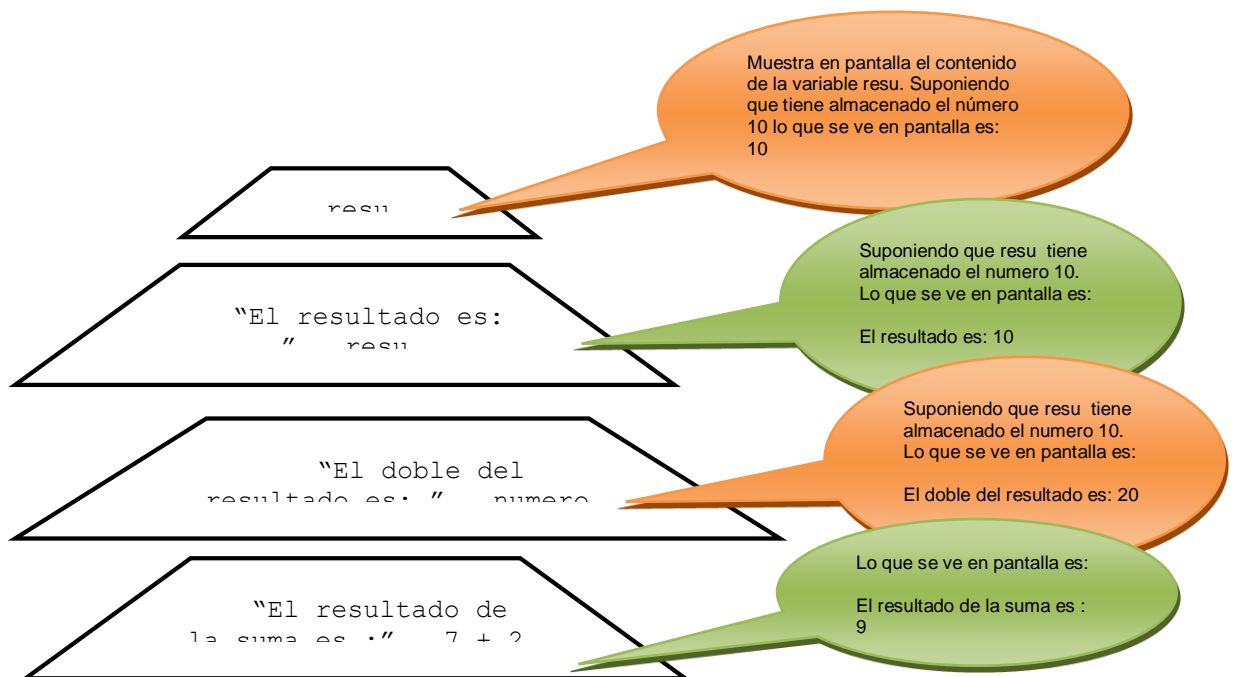 Muestra en pantalla el contenido
de la variable resu. Suponiendo
que tiene almacenado el número
10 lo que se ve en pantalla es:
10
resu
Suponiendo que resu tiene
almacenado el numero 10.
Lo que se ve en pantalla es:
El resultado es: 10
“El resultado es:
” resu
Suponiendo que resu tiene
almacenado el numero 10.
Lo que se ve en pantalla es:
El doble del resultado es: 20
“El doble del
resultado es: ” numero
Lo que se ve en pantalla es:
El resultado de la suma es :
9
“El resultado de
la suma es :” 7 + 2